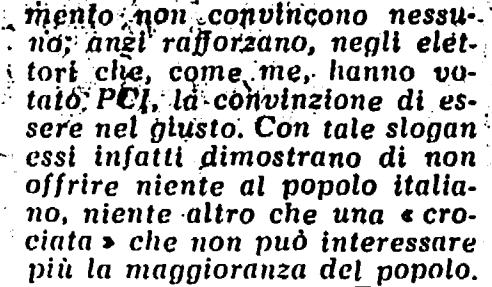 mento non convincono nessu-
no; anzi rafforzano, negli elet-
tori che, come me, hanno vo-
tato PCI, la convinzione di es-
sere nel giusto. Con tale slogan
essi infatti dimostrano di non
offrire niente al popolo italia-
no, niente altro che una « cro-
ciata » che non può interessare
più la maggioranza del popolo.